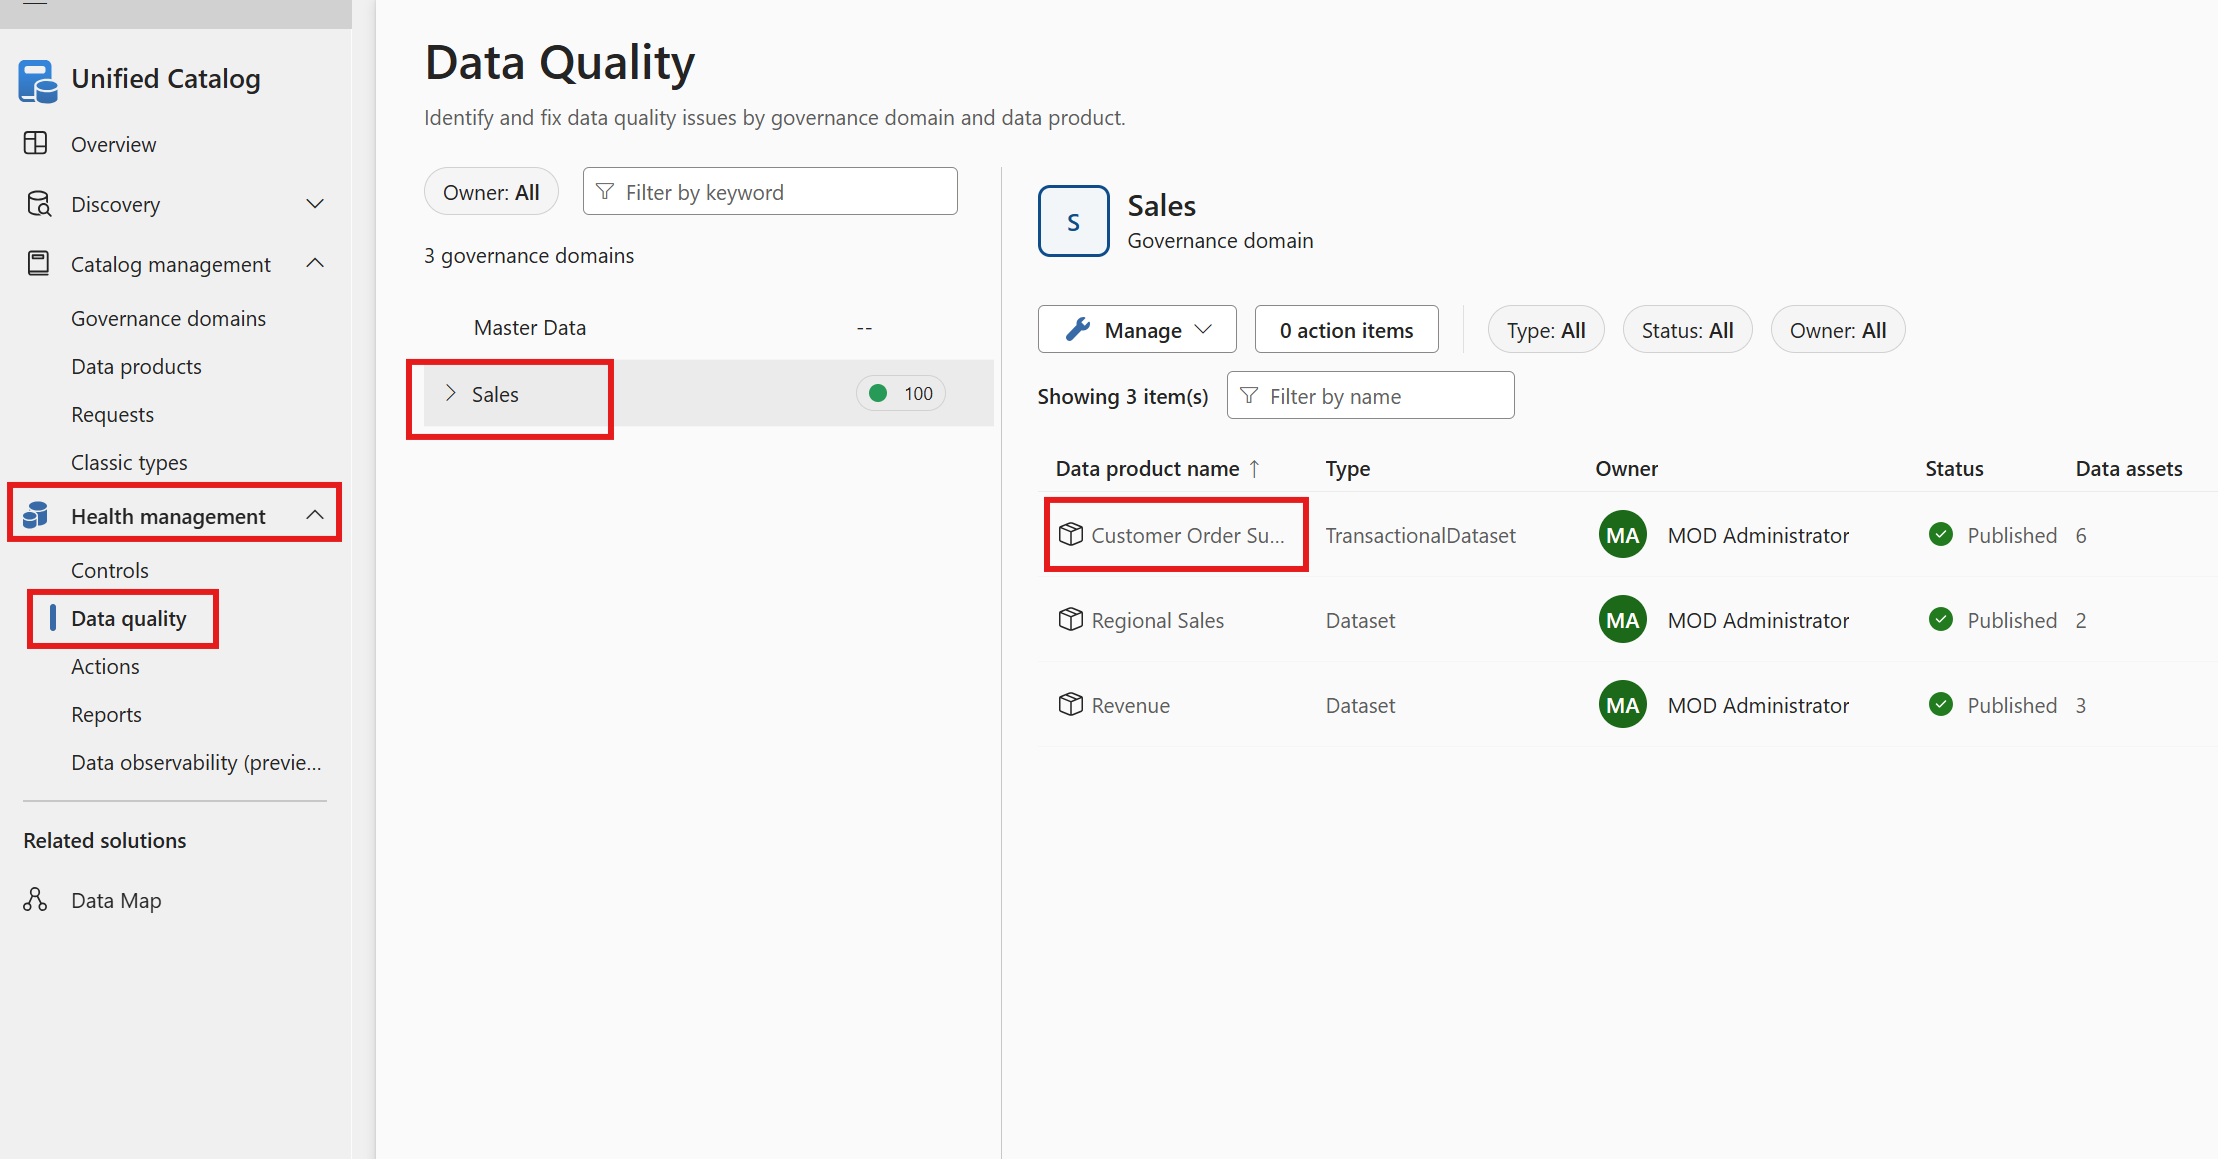 Unified Catalog
Overview
Discovery
Catalog management
Governance domains
Data products
Requests
Classic types
Health management
Controls
Data quality
Actions
Reports
Data observability (previe...
Related solutions
Data Map
Data Quality
Identify and fix data quality issues by governance domain and data product.
Owner: All
Filter by keyword
3 governance domains
Master Data --
Sales 100
S
Sales
Governance domain
Manage
0 action items
Type: All
Status: All
Owner: All
Showing 3 item(s)
Filter by name
Data product name ↑ Type Owner Status Data assets
Customer Order Su... TransactionalDataset MA MOD Administrator Published 6
Regional Sales Dataset MA MOD Administrator Published 2
Revenue Dataset MA MOD Administrator Published 3